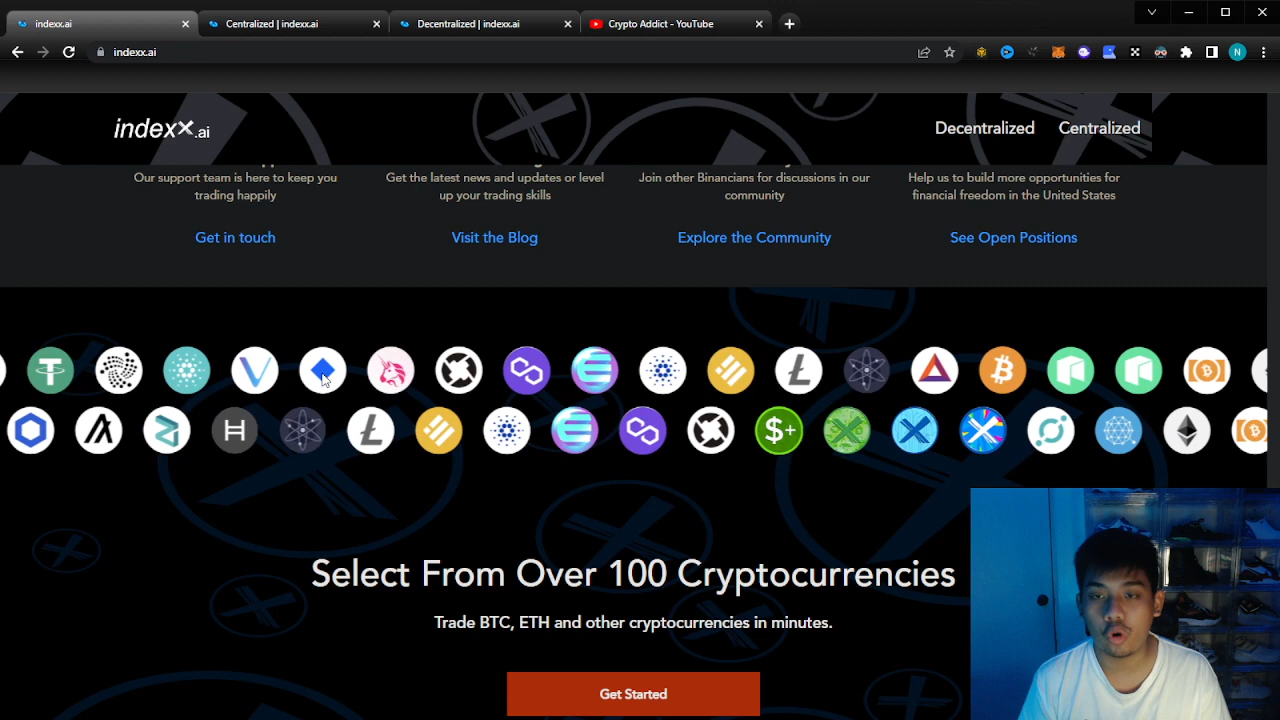 indexx.ai
Centralized | indexx.ai
Decentralized | indexx.ai
Crypto Addict - YouTube
indexx.ai
N
indexx.ai
Decentralized
Centralized
Our support team is here to keep you
trading happily
Get in touch
Get the latest news and updates or level
up your trading skills
Visit the Blog
Join other Binancians for discussions in our
community
Explore the Community
Help us to build more opportunities for
financial freedom in the United States
See Open Positions
$+
Select From Over 100 Cryptocurrencies
Trade BTC, ETH and other cryptocurrencies in minutes.
Get Started